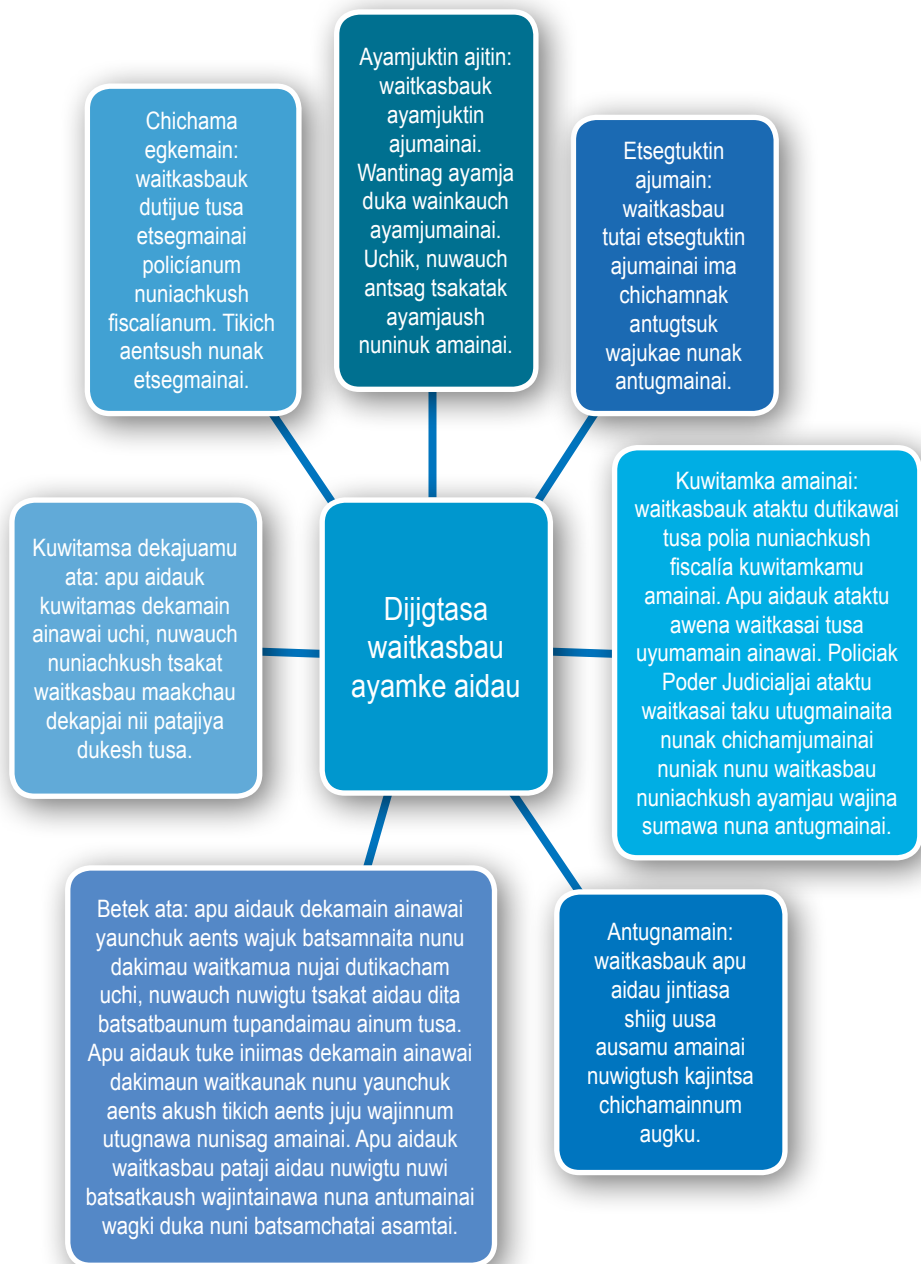 Ayamjuktin ajitin:
waitkasbauk
ayamjuktin
ajumainai.
Wantinag ayamja
duka wainkauch
ayamjumainai.
Uchik, nuwauch
antsag tsakatak
ayamjaush
nuninuk amainai.
Chichama
egkemain:
waitkasbauk
dutijue tusa
etsegmainai
policíanum
nuniachkush
fiscalíanum. Tikich
aentsush nunak
etsegmainai.
Etsegtuktin
ajumain:
waitkasbau
tutai etsegtuktin
ajumainai ima
chichamnak
antugtsuk
wajukae nunak
antugmainai.
Kuwitamka amainai:
waitkasbauk ataktu dutikawai
tusa polia nuniachkush
fiscalía kuwitamkamu
amainai. Apu aidauk ataktu
awena waitkasai tusa
uyumamain ainawai. Policiak
Poder Judicialjai ataktu
waitkasai taku utugmainaita
nunak chichamjumainai
nuniak nunu waitkasbau
nuniachkush ayamjau wajina
sumawa nuna antugmainai.
Kuwitamsa dekajuamu
ata: apu aidauk
kuwitamas dekamain
ainawai uchi, nuwauch
nuniachkush tsakat
waitkasbau maakchau
dekapjai nii patajiya
dukesh tusa.
Dijigtasa
waitkasbau
ayamke aidau
Betek ata: apu aidauk dekamain ainawai
yaunchuk aents wajuk batsamnaita nunu
dakimau waitkamua nujai dutikacham
uchi, nuwauch nuwigtu tsakat aidau dita
batsatbaunum tupandaimau ainum tusa.
Apu aidauk tuke iniimas dekamain ainawai
dakimaun waitkaunak nunu yaunchuk
aents akush tikich aents juju wajinnum
utugnawa nunisag amainai. Apu aidauk
waitkasbau pataji aidau nuwigtu nuwi
batsatkaush wajintainawa nuna antumainai
wagki duka nuni batsamchatai asamtai.
Antugnamain:
waitkasbauk apu
aidau jintiasa
shiig uusa
ausamu amainai
nuwigtush kajintsa
chichamainnum
augku.